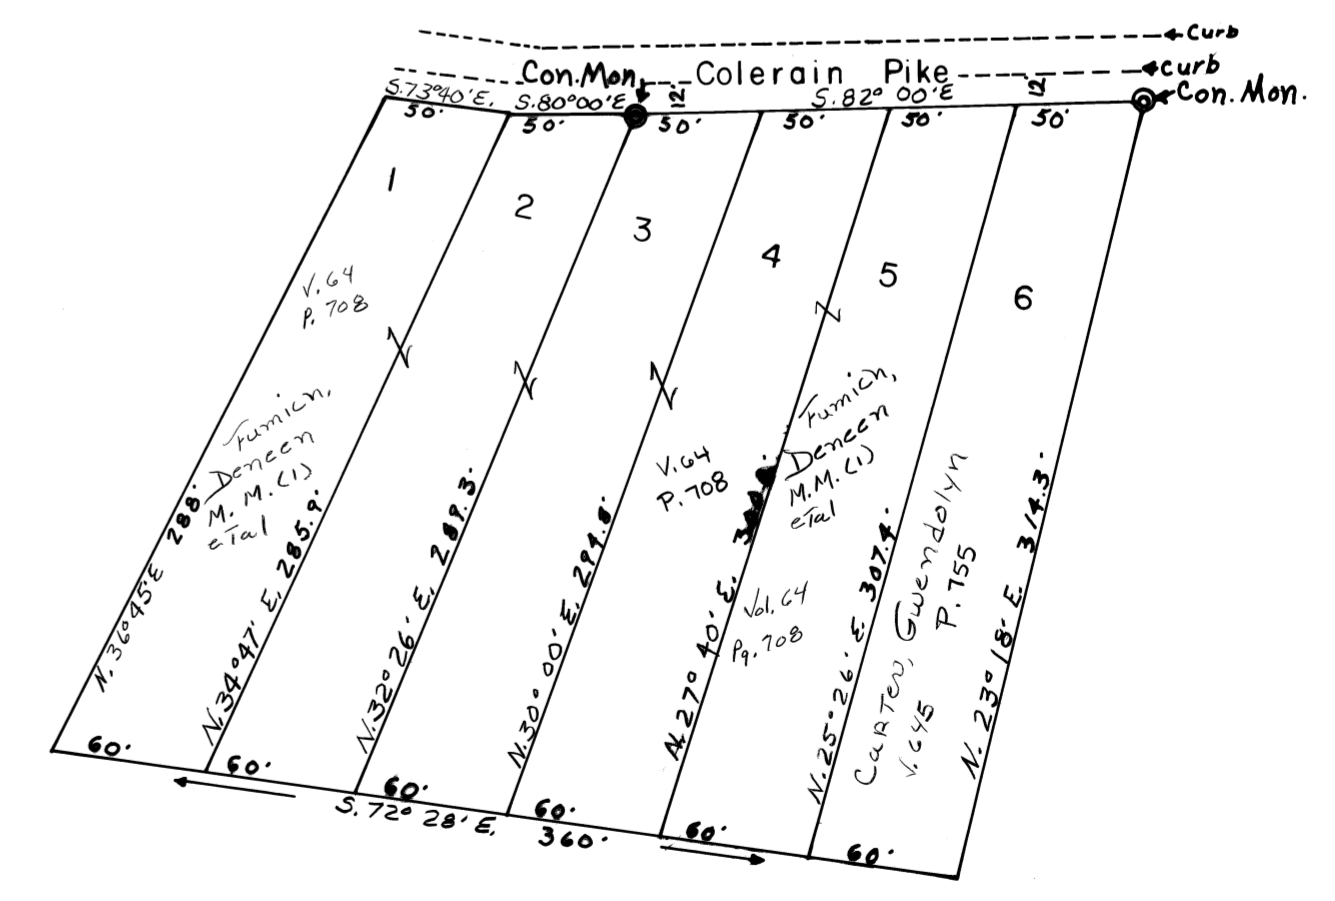 Curb
Con. Mon. Colerain Pike Curb
S. 73°40' E. S. 80°00' E 12' S. 82° 00' E 12' Con. Mon.
50' 50' 50' 50' 50' 50'
1
2
3
4
5
6
V. 64
P. 708
Fumich,
Deneen
M. M. (1)
eTal
V. 64
P. 708
Fumich,
Deneen
M.M. (1)
eTal
Vol. 64
Pg. 708
Carter, Gwendolyn
V. 645 P. 755
N. 36°45' E 288'
N. 34°47' E. 285.9'
N. 32°26' E. 289.3'
N. 30° 00' E. 294.8'
N. 27° 40' E.
N. 25° 26' E. 307.4'
N. 23° 18' E. 314.3'
60' 60' 60' 60' 60' 60'
S. 72° 28' E.
360'